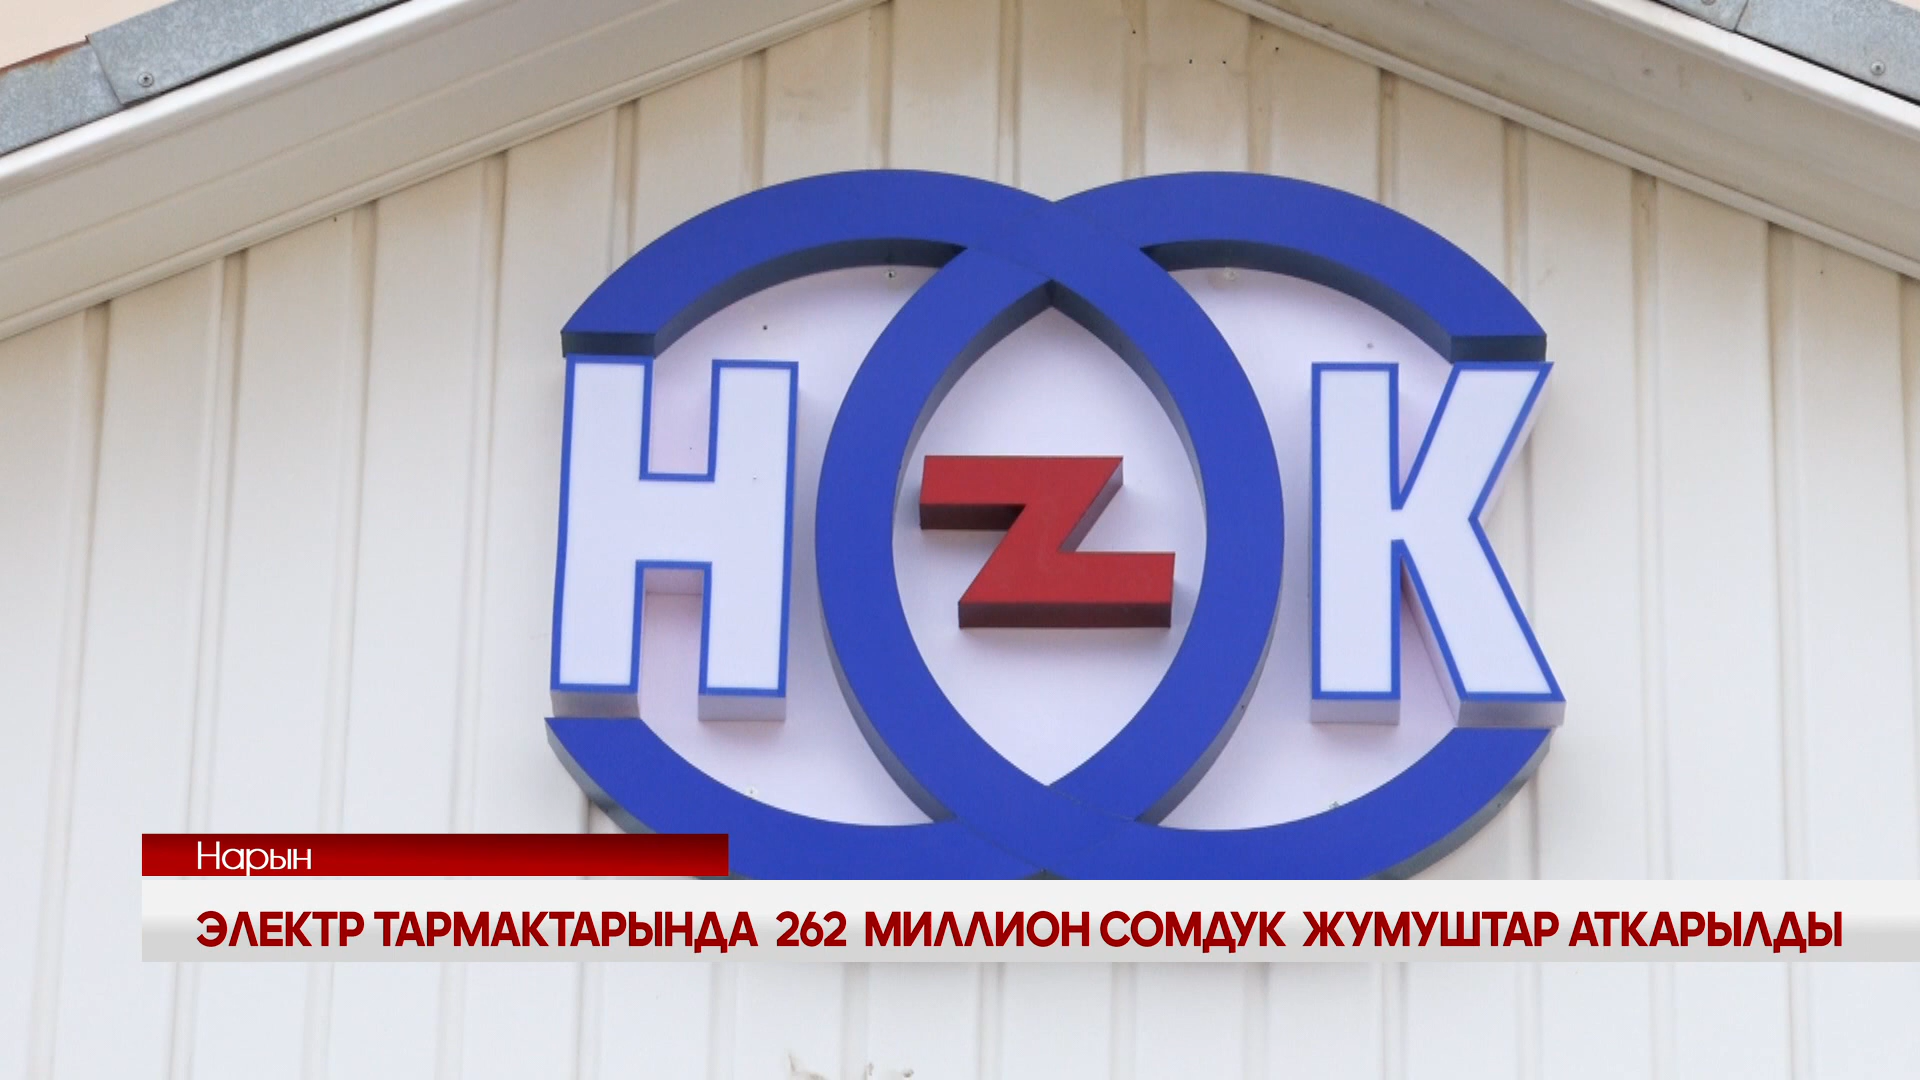 НZК
Нарын
ЭЛЕКТР ТАРМАКТАРЫНДА 262 МИЛЛИОН СОМДУК ЖУМУШТАР АТКАРЫЛДЫ